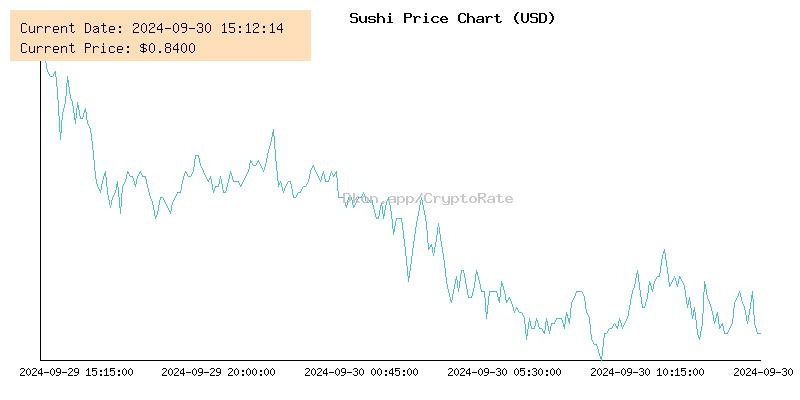 Sushi Price Chart (USD)
Current Date: 2024-09-30 15:12:14
Current Price: $0.8400
Dkon.app/CryptoRate
2024-09-29 15:15:00 2024-09-29 20:00:00 2024-09-30 00:45:00 2024-09-30 05:30:00 2024-09-30 10:15:00 2024-09-30